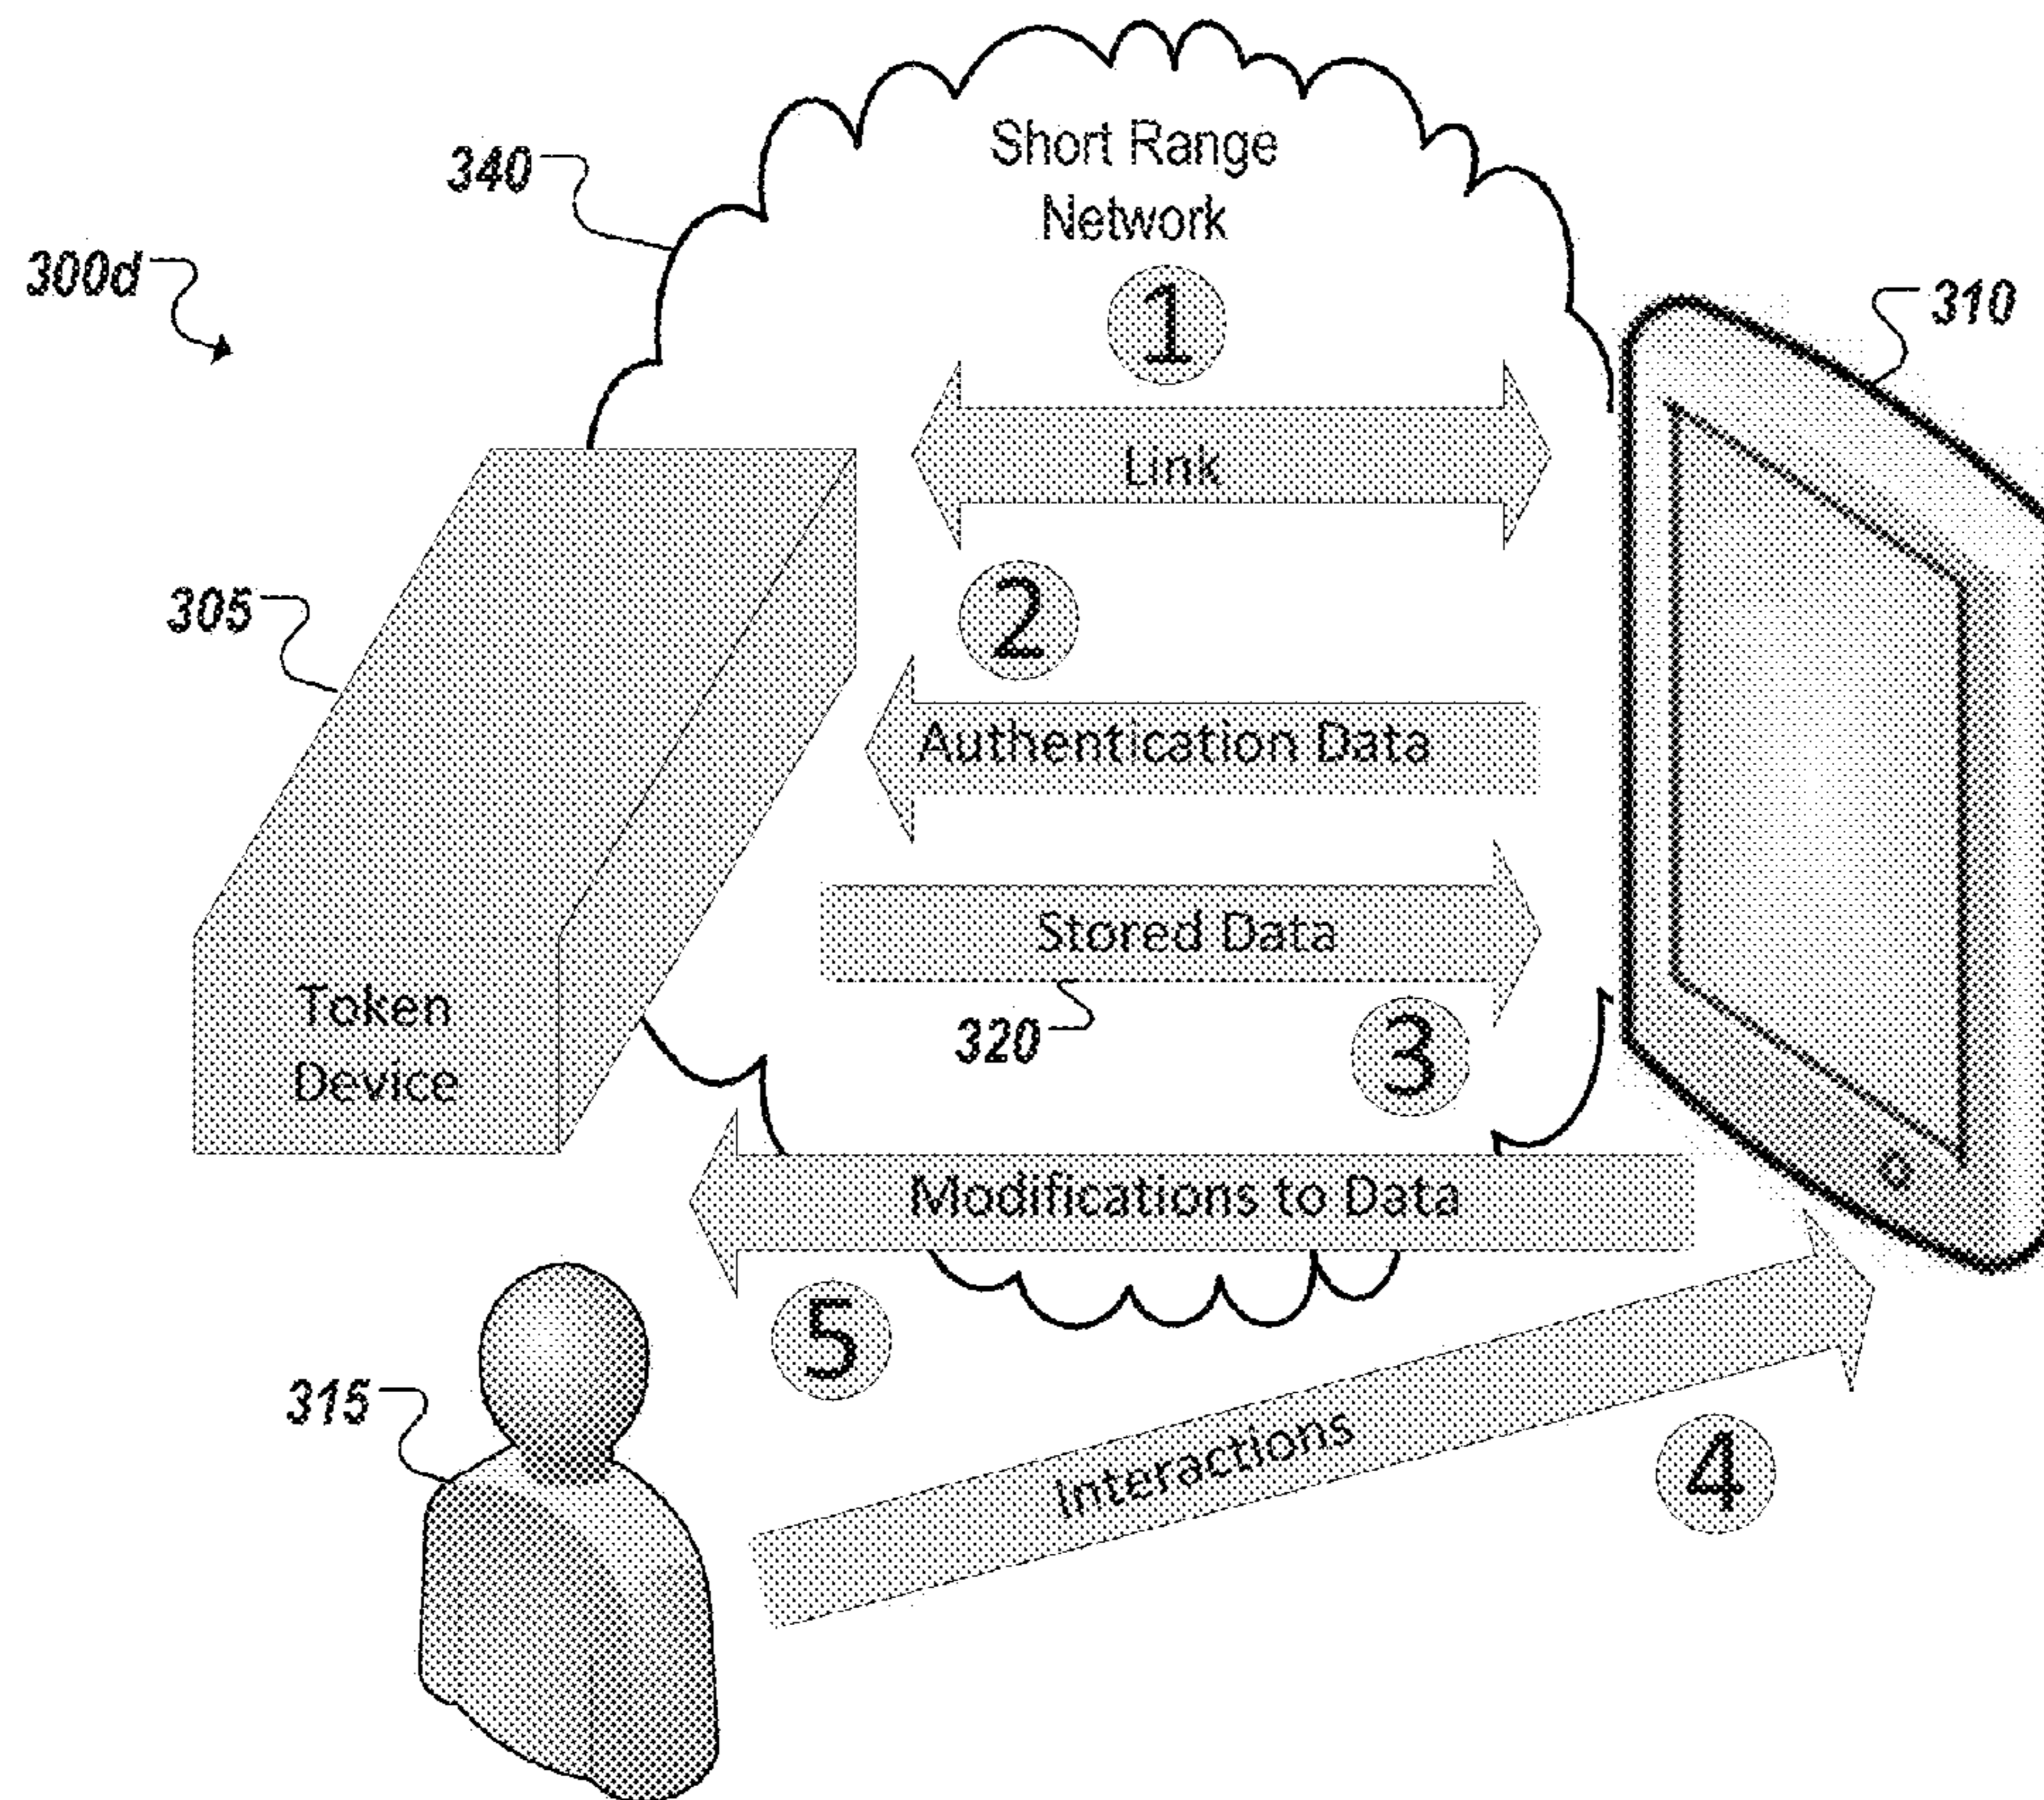 Short Range
Network
340
300d
1
310
Link
2
305
Authentication Data
Stored Data
Token
Device
320
3
Modifications to Data
5
315
Interactions
4